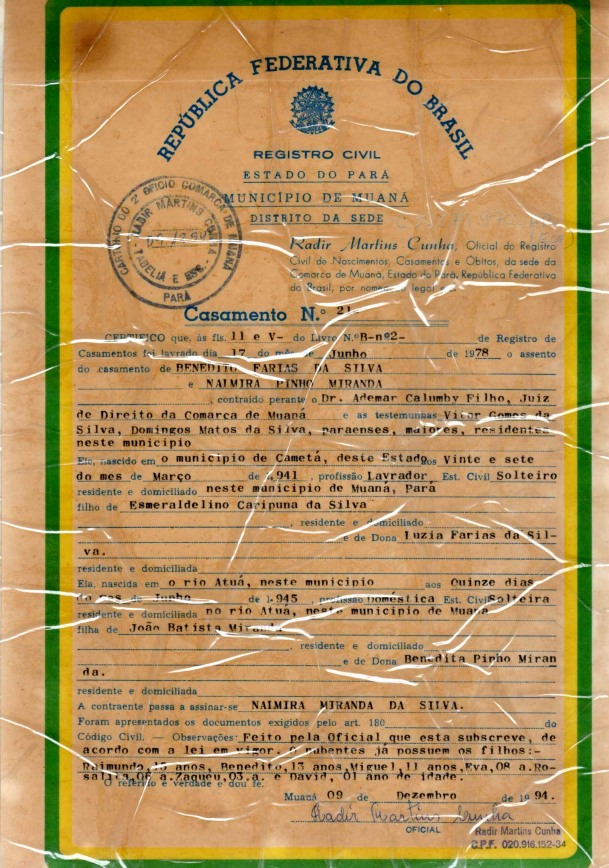 REPÚBLICA FEDERATIVA DO BRASIL
REGISTRO CIVIL
ESTADO DO PARÁ
MUNICÍPIO DE MUANÁ
DISTRITO DA SEDE
CARTÓRIO DO 2º OFICIO COMARCA DE MUANÁ
RADIR MARTINS CUNHA
TABELIÃ E ESC.
PARÁ
Radir Martins Cunha, Oficial do Registro
Civil de Nascimentos, Casamentos e Óbitos, da sede da
Comarca de Muaná, Estado do Pará, República Federativa
do Brasil, por legal
Casamento N.º 21-
CERTIFICO que, às fls. 11 e V- do Livro N.º B-nº2- de Registro de
Casamentos foi lavrado dia 17 do mês de Junho de 1978 o assento
do casamento de BENEDITO FARIAS DA SILVA
e NAIMIRA PINHO MIRANDA
, contraído perante o Dr. Ademar Calumby Filho, Juiz
de Direito da Comarca de Muaná e as testemunhas Vitor Gomes da
Silva, Domingos Matos da Silva, paraenses, maiores, residentes
neste municipio
Ele, nascido em o municipio de Cametá, deste Estado aos Vinte e sete
do mes de Março de 1.941 , profissão Lavrador Est. Civil Solteiro
residente e domiciliado neste municipio de Muaná, Pará
filho de Esmeraldelino Caripuna da Silva
, residente e domiciliado
e de Dona Luzia Farias da Sil-
va.
residente e domiciliada
Ela, nascida em o rio Atuá, neste municipio aos Quinze dias
do mes de Junho de 1.945 , profissão Doméstica Est. Civil Solteira
residente e domiciliada no rio Atuá, neste municipio de Muaná
filha de João Batista Miranda
, residente e domiciliado
e de Dona Benedita Pinho Miran
da.
residente e domiciliada
A contraente passa a assinar-se NAIMIRA MIRANDA DA SILVA.
Foram apresentados os documentos exigidos pelo art. 180 do
Código Civil. — Observações: Feito pela Oficial que esta subscreve, de
acordo com a lei em vigor. O nubentes já possuem os filhos:-
Raimundo, 15 anos, Benedito, 13 anos, Miguel, 11 anos, Eva, 08 a. Ro-
salita, 06 a. Zaqueu, 03.a. e David, 01 ano de idade.
O referido é verdade e dou fé.
Muaná 09 de Dezembro de 1994.
Radir Martins Cunha
OFICIAL
Radir Martins Cunha
C.P.F. 020.916.152-34